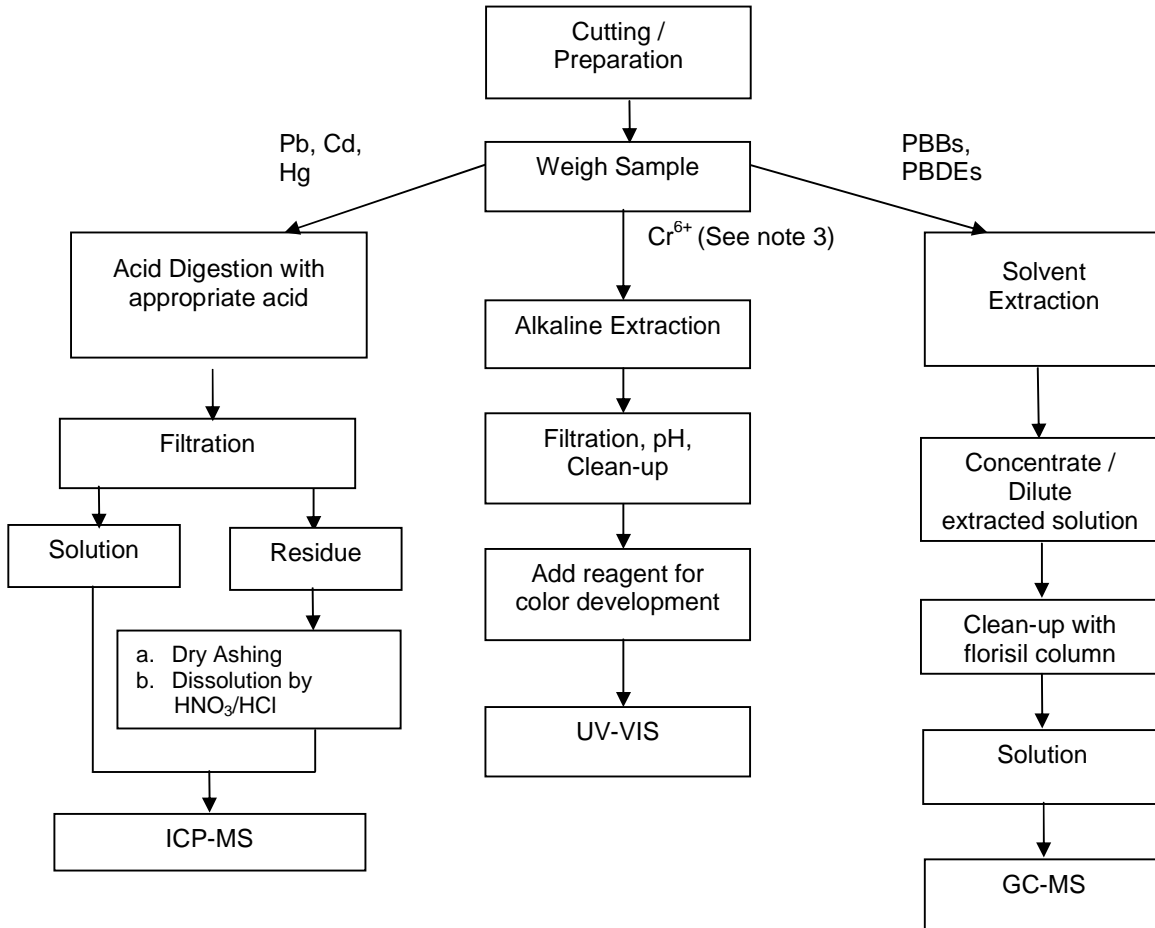 Cutting /
Preparation
Pb, Cd,
Hg
Weigh Sample
PBBs,
PBDEs
Cr⁶⁺ (See note 3)
Acid Digestion with
appropriate acid
Filtration
Solution
Residue
a. Dry Ashing
b. Dissolution by
HNO₃/HCl
ICP-MS
Alkaline Extraction
Filtration, pH,
Clean-up
Add reagent for
color development
UV-VIS
Solvent
Extraction
Concentrate /
Dilute
extracted solution
Clean-up with
florisil column
Solution
GC-MS